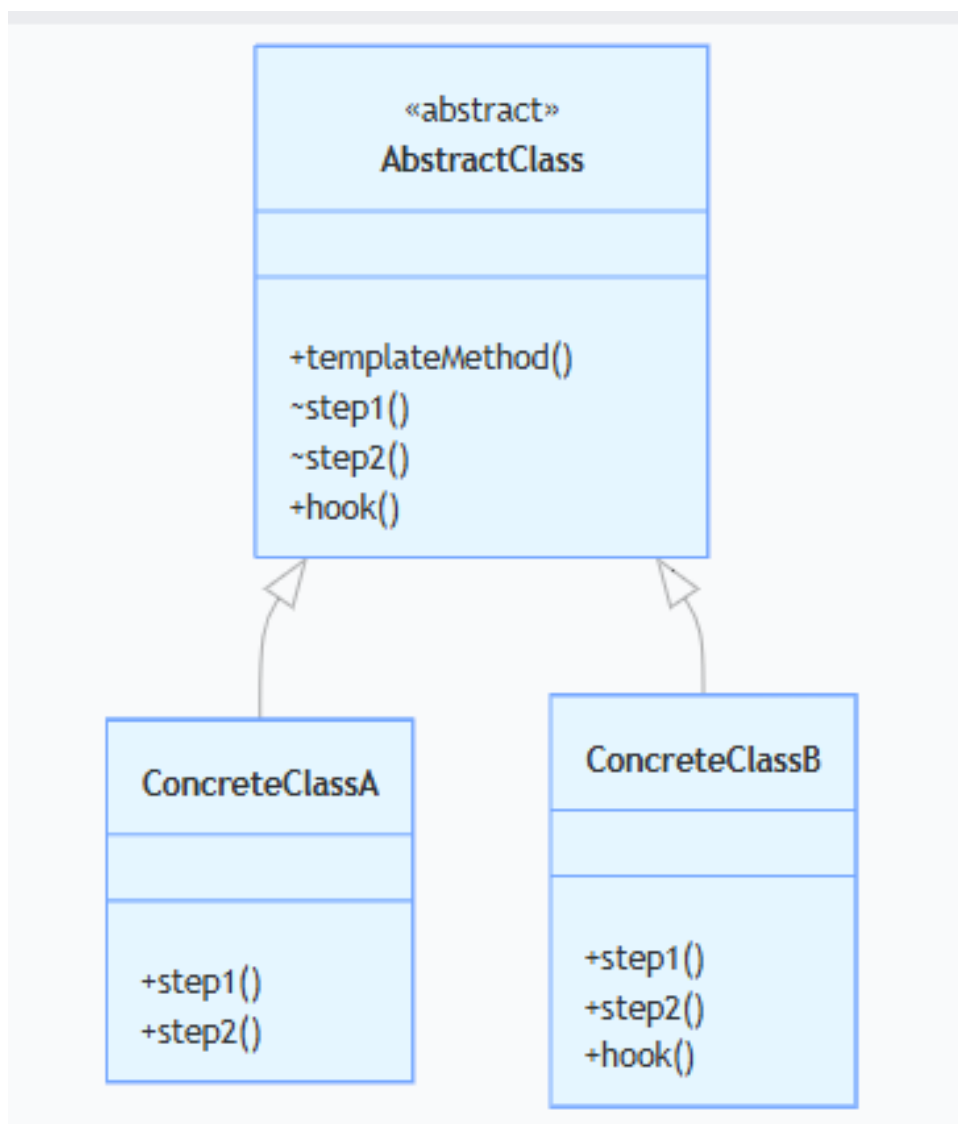 «abstract»
AbstractClass
+templateMethod()
~step1()
~step2()
+hook()
ConcreteClassA
+step1()
+step2()
ConcreteClassB
+step1()
+step2()
+hook()